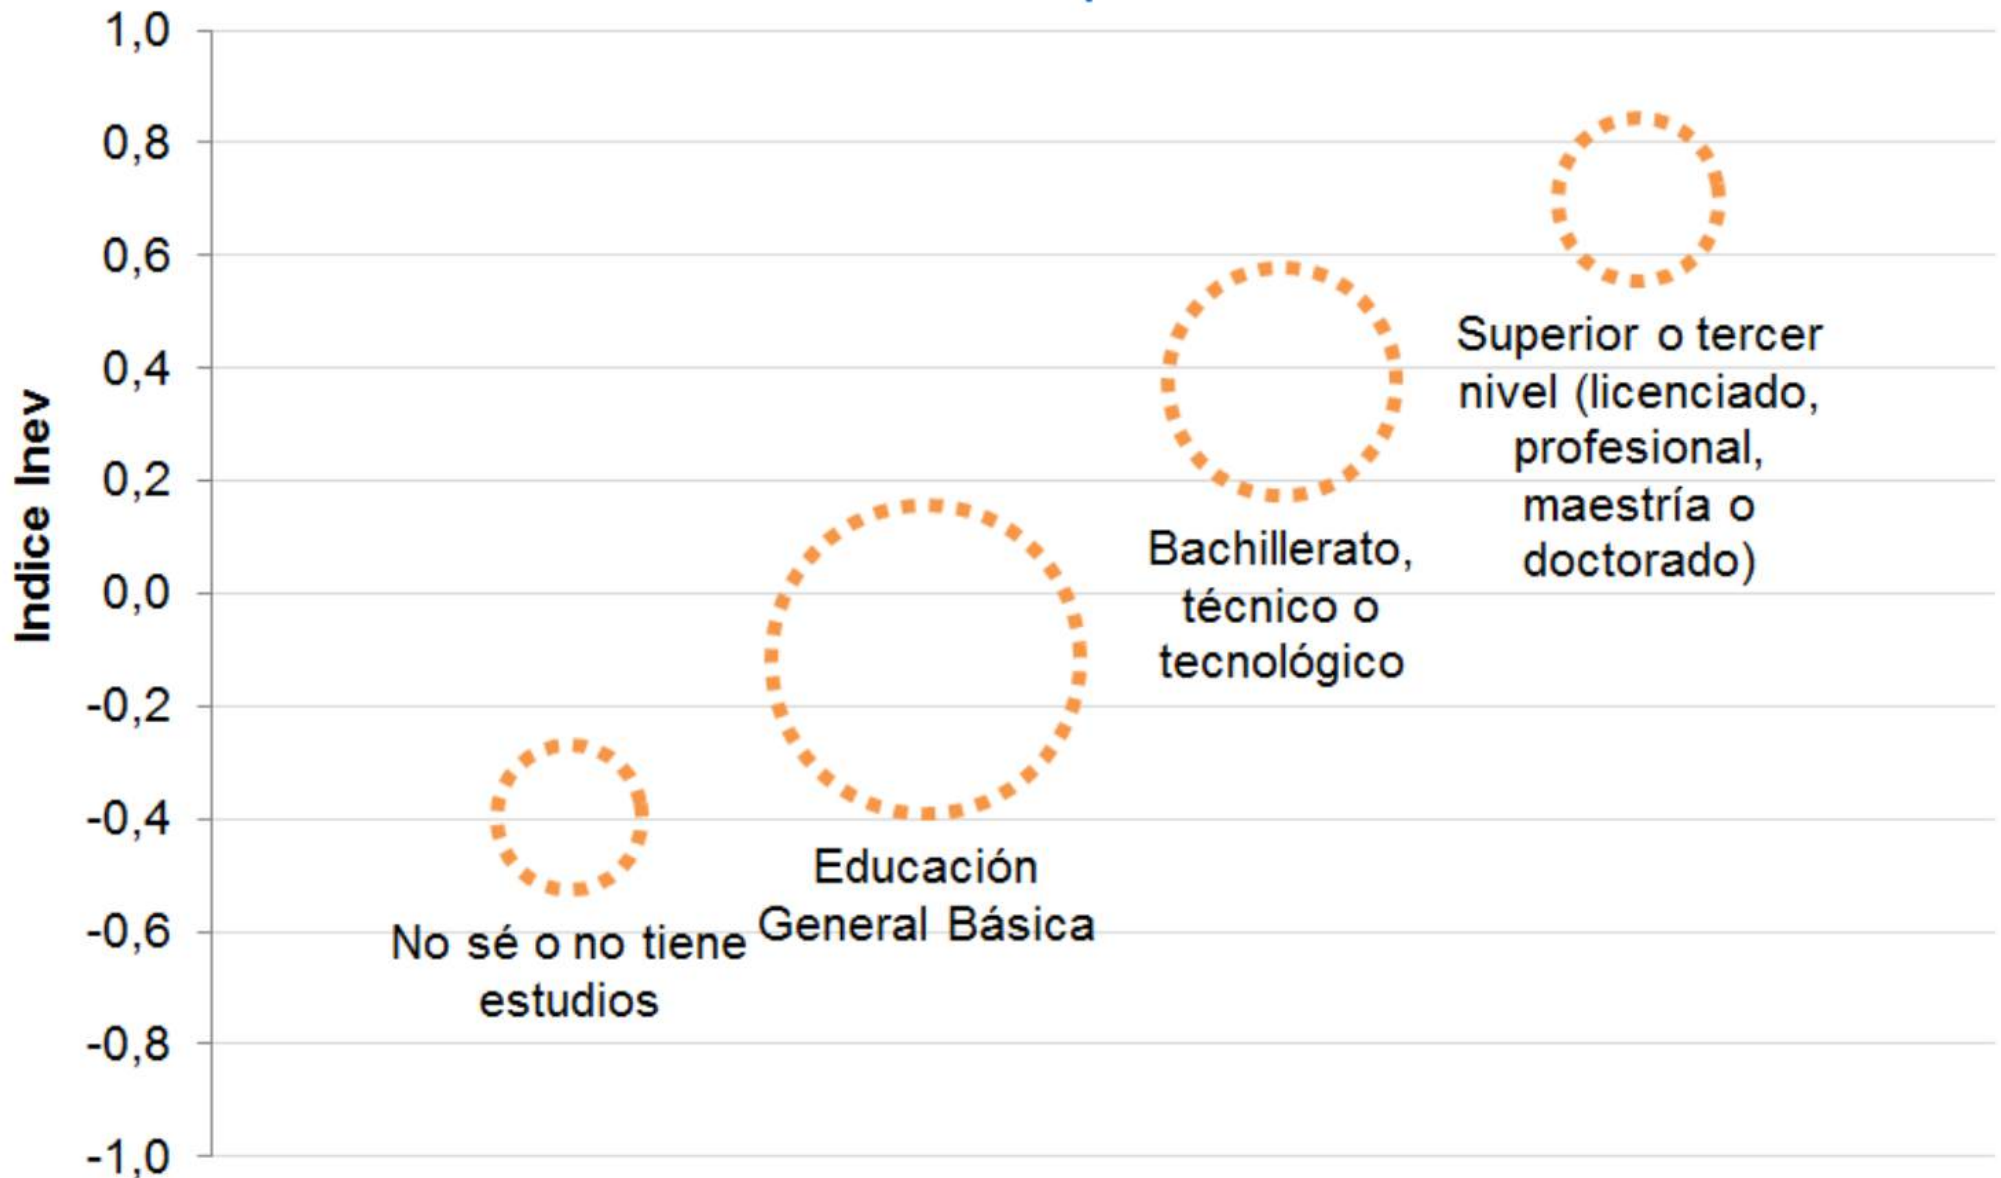 1,0
0,8
0,6
0,4
0,2
0,0
-0,2
-0,4
-0,6
-0,8
-1,0
Indice Inev
No sé o no tiene
estudios
Educación
General Básica
Bachillerato,
técnico o
tecnológico
Superior o tercer
nivel (licenciado,
profesional,
maestría o
doctorado)